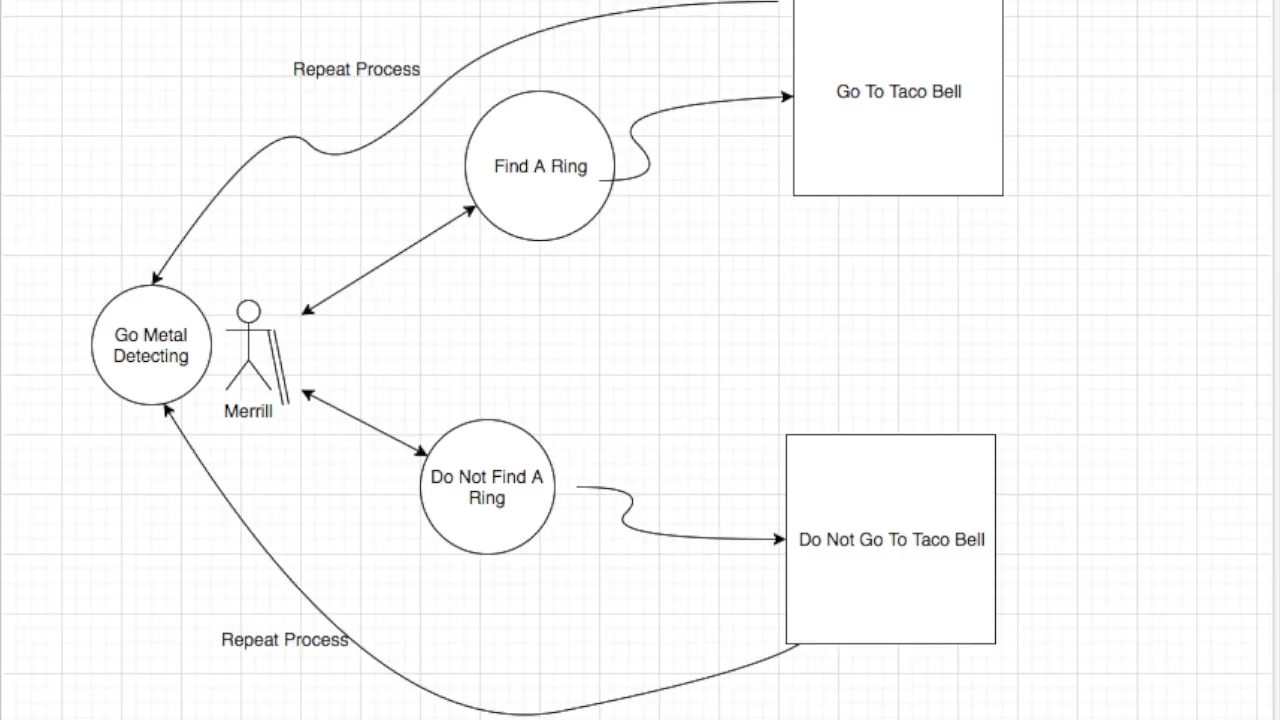 Repeat Process
Go To Taco Bell
Find A Ring
Go Metal
Detecting
Merrill
Do Not Find A
Ring
Do Not Go To Taco Bell
Repeat Process